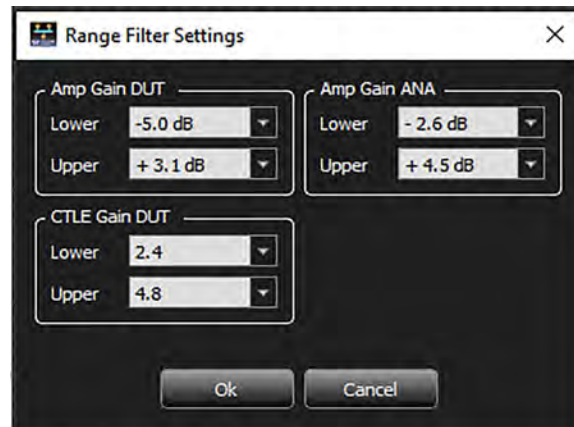 Range Filter Settings
Amp Gain DUT
Lower -5.0 dB
Upper + 3.1 dB
Amp Gain ANA
Lower - 2.6 dB
Upper + 4.5 dB
CTLE Gain DUT
Lower 2.4
Upper 4.8
Ok Cancel